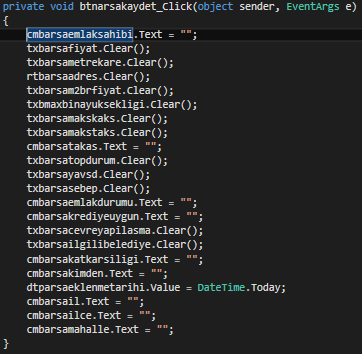 private void btnarsakaydet_Click(object sender, EventArgs e)
{
cmbarsaemlaksahibi.Text = "";
txbarsafiyat.Clear();
txbarsametrekare.Clear();
rtbarsaadres.Clear();
txbarsam2brfiyat.Clear();
txbmaxbinayuksekligi.Clear();
txbarsamakskaks.Clear();
txbarsamakstaks.Clear();
cmbarsatakas.Text = "";
txbarsatopdurum.Clear();
txbarsayavsd.Clear();
txbarsasebep.Clear();
cmbarsaemlakdurumu.Text = "";
cmbarsakrediyeuygun.Text = "";
txbarsacevreyapilasma.Clear();
txbarsailgilibelediye.Clear();
cmbarsakatkarsiligi.Text = "";
cmbarsakimden.Text = "";
dtparsaeklenmetarihi.Value = DateTime.Today;
cmbarsail.Text = "";
cmbarsailce.Text = "";
cmbarsamahalle.Text = "";
}